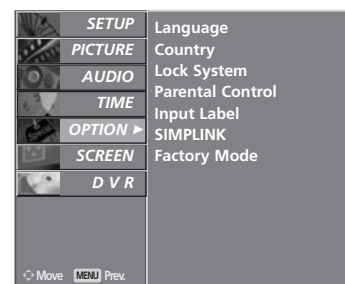 SETUP
PICTURE
AUDIO
TIME
OPTION ►
SCREEN
D V R
Move MENU Prev.
Language
Country
Lock System
Parental Control
Input Label
SIMPLINK
Factory Mode